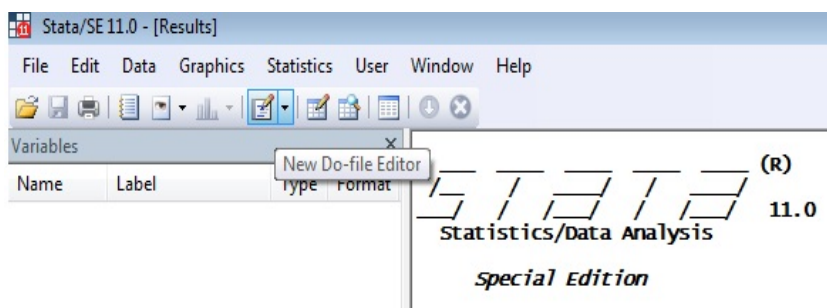 Stata/SE 11.0 - [Results]
File Edit Data Graphics Statistics User Window Help
Variables
New Do-file Editor
Name Label Type Format
(R)
STATA
11.0
Statistics/Data Analysis
Special Edition